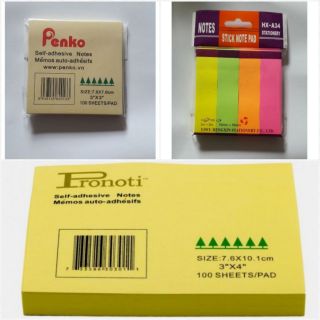 Penko
Self-adhesive Notes
Mémos auto-adhésifs
www.penko.vn
SIZE:7.6X7.6cm
3"X3"
100 SHEETS/PAD
NOTES
HX-A34
STATIONERY
STICK NOTE PAD
Pronoti™
Self-adhesive Notes
Mémos auto-adhésifs
SIZE:7.6X10.1cm
3"X4"
100 SHEETS/PAD